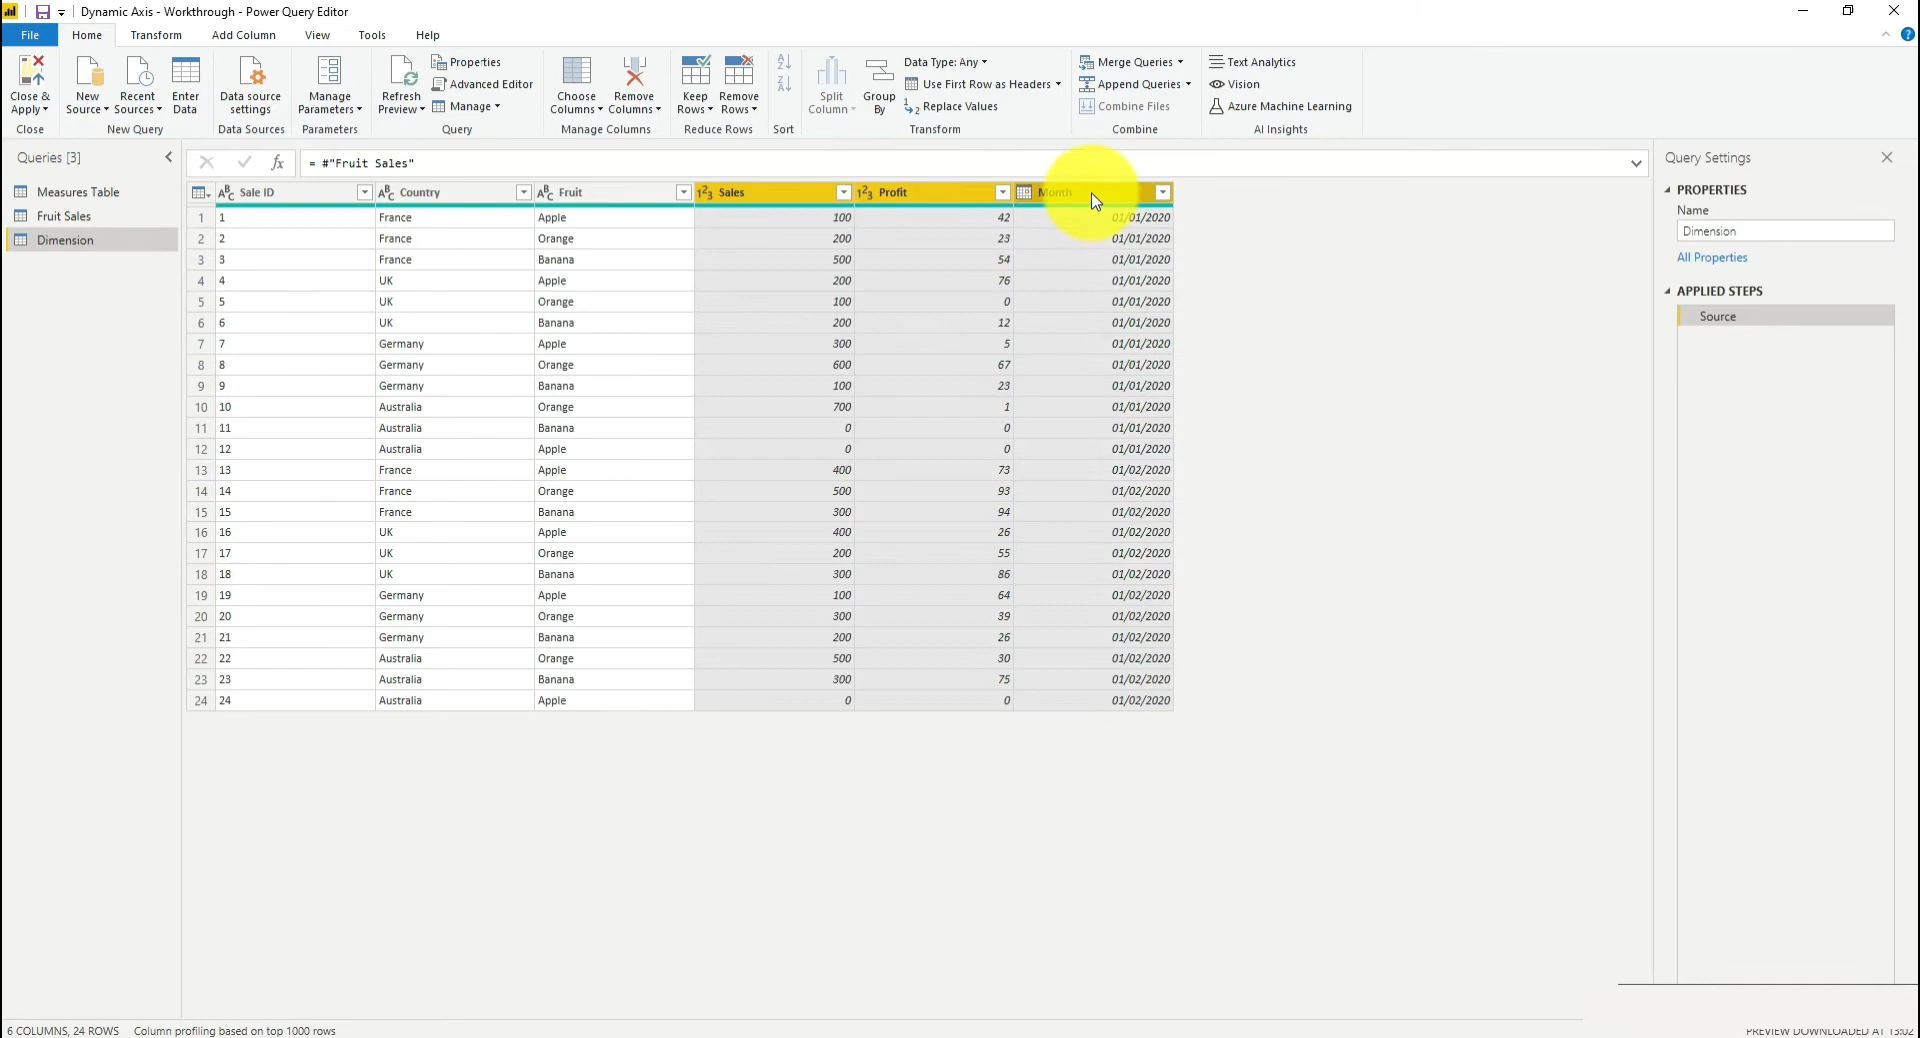 Dynamic Axis - Workthrough - Power Query Editor
File Home Transform Add Column View Tools Help
Close & Apply
New Source
Recent Sources
Enter Data
Data source settings
Manage Parameters
Refresh Preview
Properties
Advanced Editor
Manage
Choose Columns
Remove Columns
Keep Rows
Remove Rows
Split Column
Group By
Data Type: Any
Use First Row as Headers
Replace Values
Merge Queries
Append Queries
Combine Files
Text Analytics
Vision
Azure Machine Learning
Close New Query Data Sources Parameters Query Manage Columns Reduce Rows Sort Transform Combine AI Insights
Queries [3]
Measures Table
Fruit Sales
Dimension
fx = #"Fruit Sales"
Sale ID Country Fruit Sales Profit Month
1 1 France Apple 100 42 01/01/2020
2 2 France Orange 200 23 01/01/2020
3 3 France Banana 500 54 01/01/2020
4 4 UK Apple 200 76 01/01/2020
5 5 UK Orange 100 0 01/01/2020
6 6 UK Banana 200 12 01/01/2020
7 7 Germany Apple 300 5 01/01/2020
8 8 Germany Orange 600 67 01/01/2020
9 9 Germany Banana 100 23 01/01/2020
10 10 Australia Orange 700 1 01/01/2020
11 11 Australia Banana 0 0 01/01/2020
12 12 Australia Apple 0 0 01/01/2020
13 13 France Apple 400 73 01/02/2020
14 14 France Orange 500 93 01/02/2020
15 15 France Banana 300 94 01/02/2020
16 16 UK Apple 400 26 01/02/2020
17 17 UK Orange 200 55 01/02/2020
18 18 UK Banana 300 86 01/02/2020
19 19 Germany Apple 100 64 01/02/2020
20 20 Germany Orange 300 39 01/02/2020
21 21 Germany Banana 200 26 01/02/2020
22 22 Australia Orange 500 30 01/02/2020
23 23 Australia Banana 300 75 01/02/2020
24 24 Australia Apple 0 0 01/02/2020
Query Settings
PROPERTIES
Name
Dimension
All Properties
APPLIED STEPS
Source
6 COLUMNS, 24 ROWS Column profiling based on top 1000 rows
PREVIEW DOWNLOADED AT 13:02